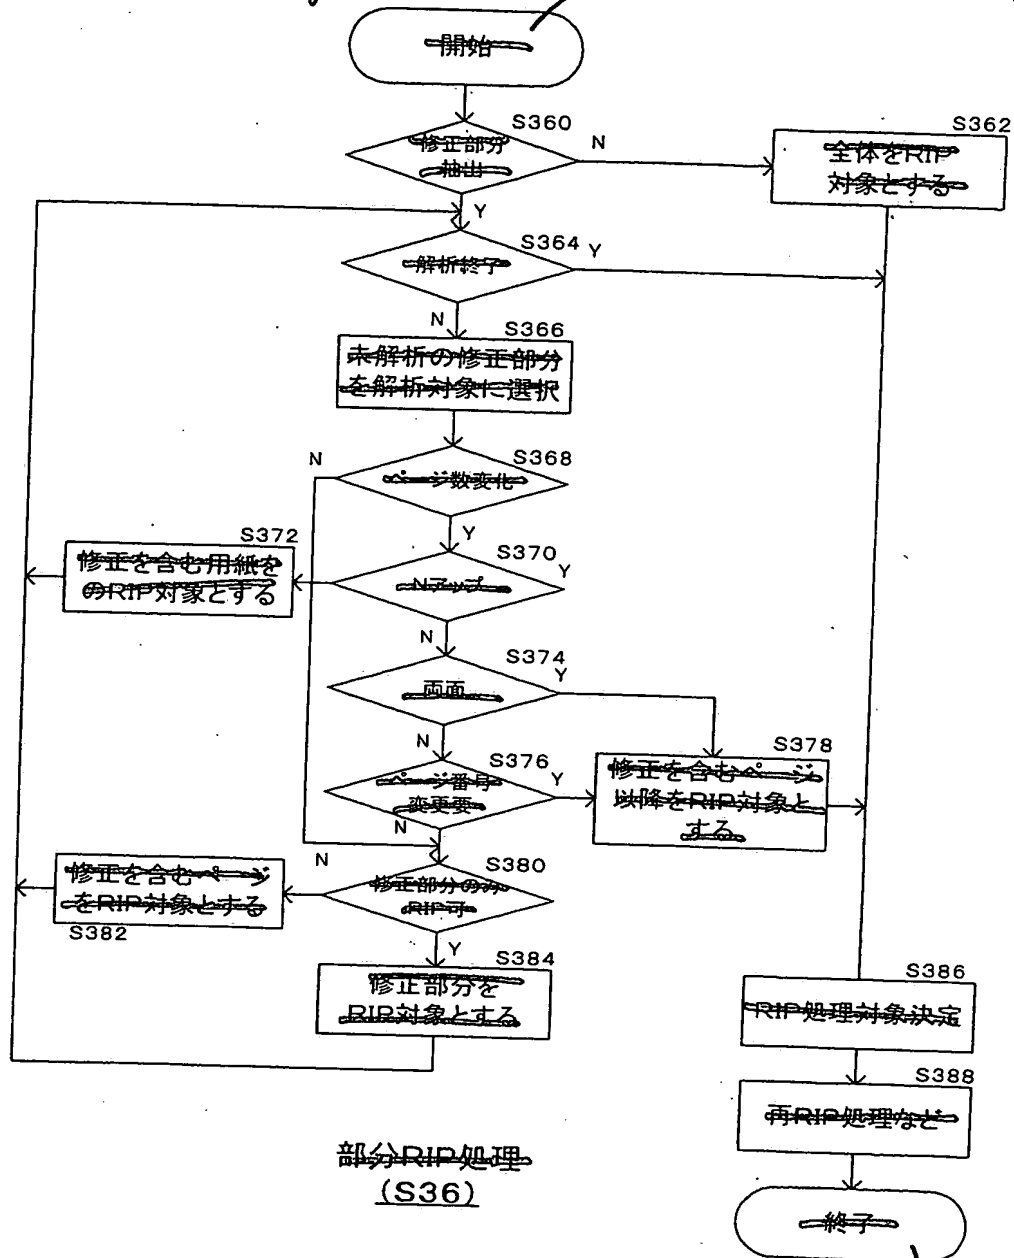 開始
S360
修正部分
抽出
N
S362
全体をRIP
対象とする
Y
S364
Y
解析終了
N
S366
未解析の修正部分
を解析対象に選択
N
S368
ページ数変化
Y
S372
修正を含む用紙を
のRIP対象とする
S370
Y
Nアップ
N
S374
Y
両面
N
S376
Y
ページ番号
変更要
N
S378
修正を含むページ
以降をRIP対象と
する
N
S380
修正部分のみ
RIP可
修正を含むページ
をRIP対象とする
S382
Y
S384
修正部分を
RIP対象とする
S386
RIP処理対象決定
S388
再RIP処理など
終了
部分RIP処理
(S36)